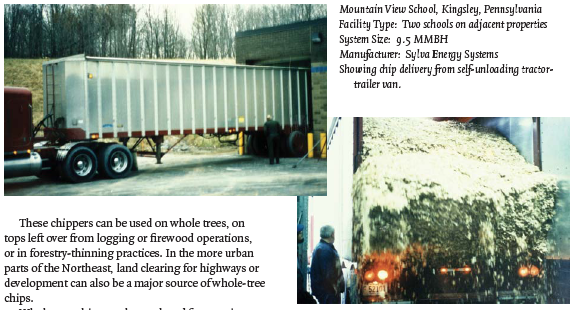 Mountain View School, Kingsley, Pennsylvania
Facility Type: Two schools on adjacent properties
System Size: 9.5 MMBH
Manufacturer: Sylva Energy Systems
Showing chip delivery from self-unloading tractor-
trailer van.
These chippers can be used on whole trees, on
tops left over from logging or firewood operations,
or in forestry-thinning practices. In the more urban
parts of the Northeast, land clearing for highways or
development can also be a major source of whole-tree
chips.